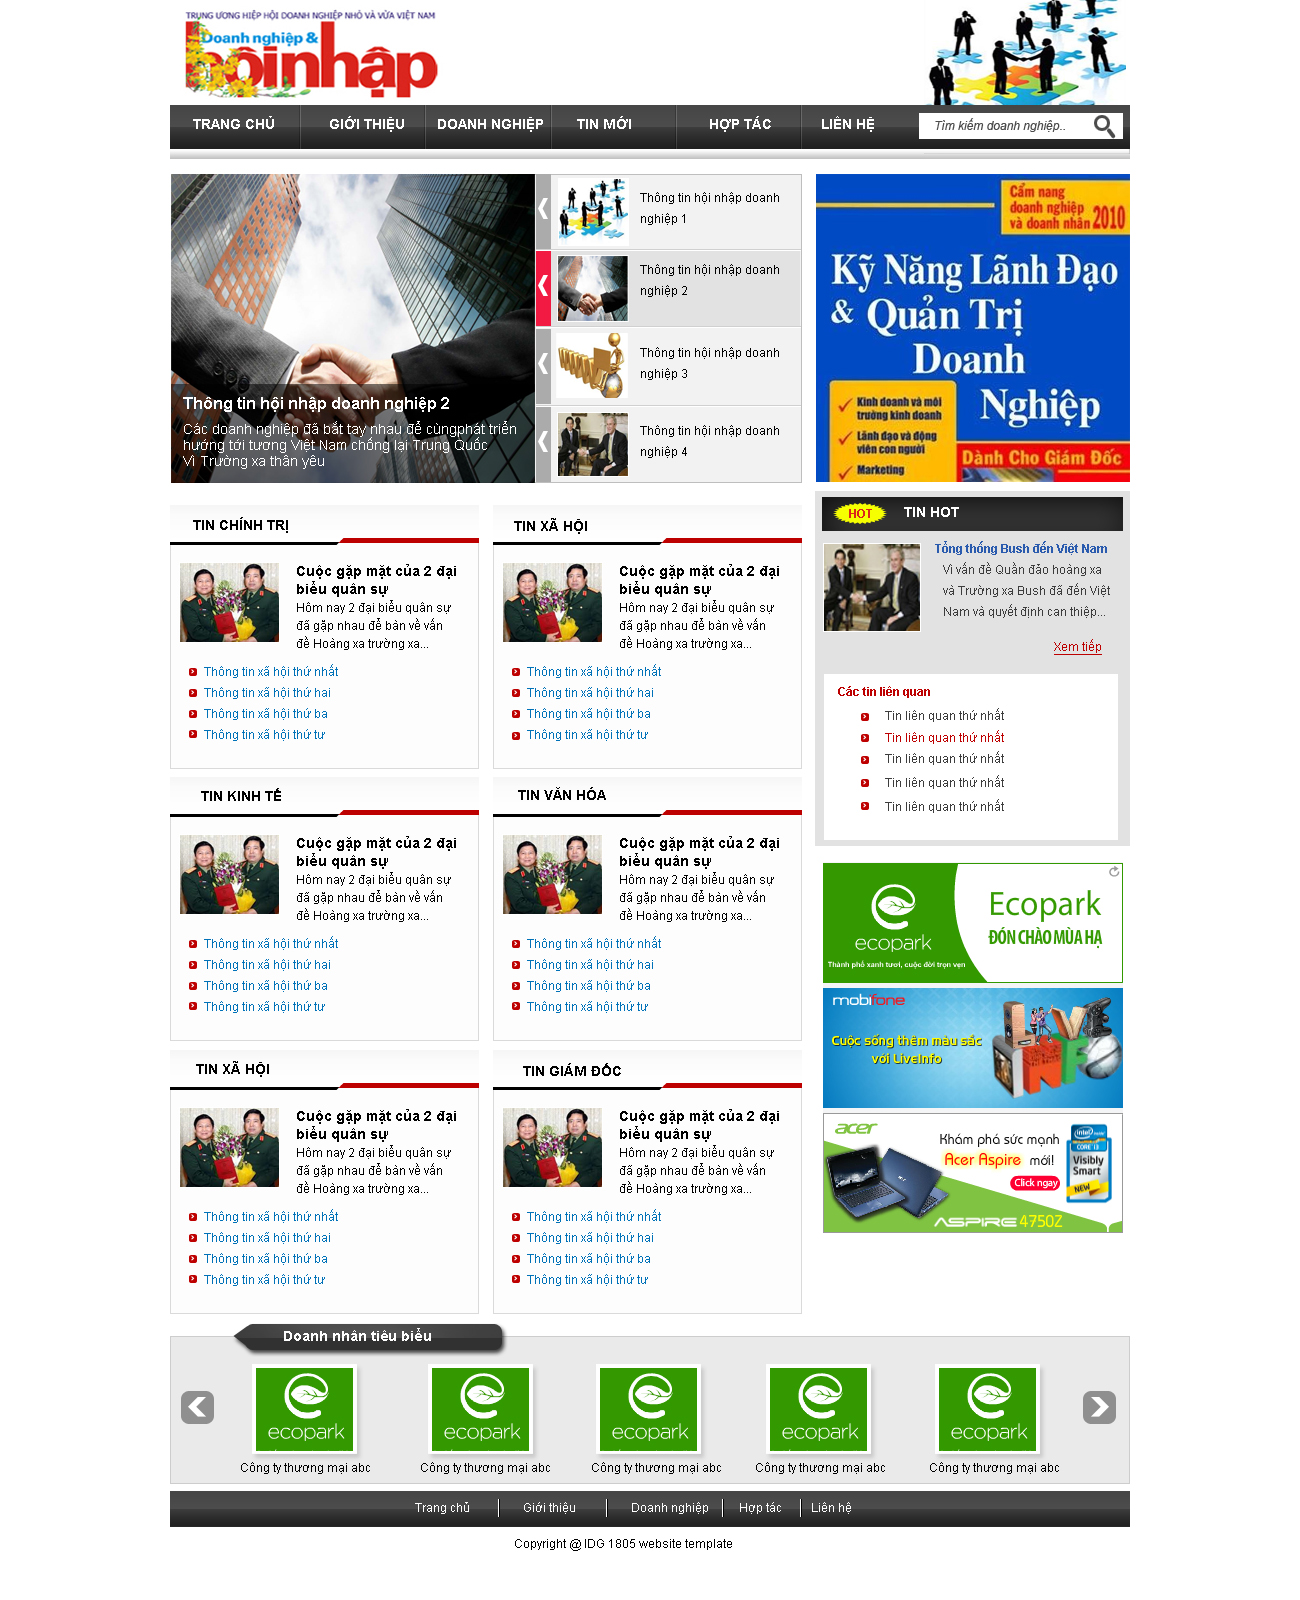 TRUNG ƯƠNG HIỆP HỘI DOANH NGHIỆP NHỎ VÀ VỪA VIỆT NAM
Doanh nghiệp &
hội nhập
TRANG CHỦ
GIỚI THIỆU
DOANH NGHIỆP
TIN MỚI
HỢP TÁC
LIÊN HỆ
Tìm kiếm doanh nghiệp..
Thông tin hội nhập doanh nghiệp 2
Các doanh nghiệp đã bắt tay nhau để cùngphát triển
hướng tới tương Việt Nam chống lại Trung Quốc
Vì Trường xa thân yêu
Thông tin hội nhập doanh
nghiệp 1
Thông tin hội nhập doanh
nghiệp 2
Thông tin hội nhập doanh
nghiệp 3
Thông tin hội nhập doanh
nghiệp 4
Cẩm nang
doanh nghiệp
và doanh nhân 2010
Kỹ Năng Lãnh Đạo
& Quản Trị
Doanh
Nghiệp
Kinh doanh và môi
trường kinh doanh
Lãnh đạo và động
viên con người
Marketing
Dành Cho Giám Đốc
TIN CHÍNH TRỊ
Cuộc gặp mặt của 2 đại
biểu quân sự
Hôm nay 2 đại biểu quân sự
đã gặp nhau để bàn về vấn
đề Hoàng xa trường xa...
Thông tin xã hội thứ nhất
Thông tin xã hội thứ hai
Thông tin xã hội thứ ba
Thông tin xã hội thứ tư
TIN XÃ HỘI
Cuộc gặp mặt của 2 đại
biểu quân sự
Hôm nay 2 đại biểu quân sự
đã gặp nhau để bàn về vấn
đề Hoàng xa trường xa...
Thông tin xã hội thứ nhất
Thông tin xã hội thứ hai
Thông tin xã hội thứ ba
Thông tin xã hội thứ tư
HOT
TIN HOT
Tổng thống Bush đến Việt Nam
Vì vấn đề Quần đảo hoàng xa
và Trường xa Bush đã đến Việt
Nam và quyết định can thiệp...
Xem tiếp
Các tin liên quan
Tin liên quan thứ nhất
Tin liên quan thứ nhất
Tin liên quan thứ nhất
Tin liên quan thứ nhất
Tin liên quan thứ nhất
TIN KINH TẾ
Cuộc gặp mặt của 2 đại
biểu quân sự
Hôm nay 2 đại biểu quân sự
đã gặp nhau để bàn về vấn
đề Hoàng xa trường xa...
Thông tin xã hội thứ nhất
Thông tin xã hội thứ hai
Thông tin xã hội thứ ba
Thông tin xã hội thứ tư
TIN VĂN HÓA
Cuộc gặp mặt của 2 đại
biểu quân sự
Hôm nay 2 đại biểu quân sự
đã gặp nhau để bàn về vấn
đề Hoàng xa trường xa...
Thông tin xã hội thứ nhất
Thông tin xã hội thứ hai
Thông tin xã hội thứ ba
Thông tin xã hội thứ tư
ecopark
Thành phố xanh tươi, cuộc đời trọn vẹn
Ecopark
ĐÓN CHÀO MÙA HẠ
mobifone
Cuộc sống thêm màu sắc
với LiveInfo
LIVE
INFO
acer
Khám phá sức mạnh
Acer Aspire mới!
Click ngay
ASPIRE 4750Z
intel
CORE i3
Visibly
Smart
NEW
TIN XÃ HỘI
Cuộc gặp mặt của 2 đại
biểu quân sự
Hôm nay 2 đại biểu quân sự
đã gặp nhau để bàn về vấn
đề Hoàng xa trường xa...
Thông tin xã hội thứ nhất
Thông tin xã hội thứ hai
Thông tin xã hội thứ ba
Thông tin xã hội thứ tư
TIN GIÁM ĐỐC
Cuộc gặp mặt của 2 đại
biểu quân sự
Hôm nay 2 đại biểu quân sự
đã gặp nhau để bàn về vấn
đề Hoàng xa trường xa...
Thông tin xã hội thứ nhất
Thông tin xã hội thứ hai
Thông tin xã hội thứ ba
Thông tin xã hội thứ tư
Doanh nhân tiêu biểu
ecopark
ecopark
ecopark
ecopark
ecopark
Công ty thương mại abc
Công ty thương mại abc
Công ty thương mại abc
Công ty thương mại abc
Công ty thương mại abc
Trang chủ
Giới thiệu
Doanh nghiệp
Hợp tác
Liên hệ
Copyright @ IDG 1805 website template